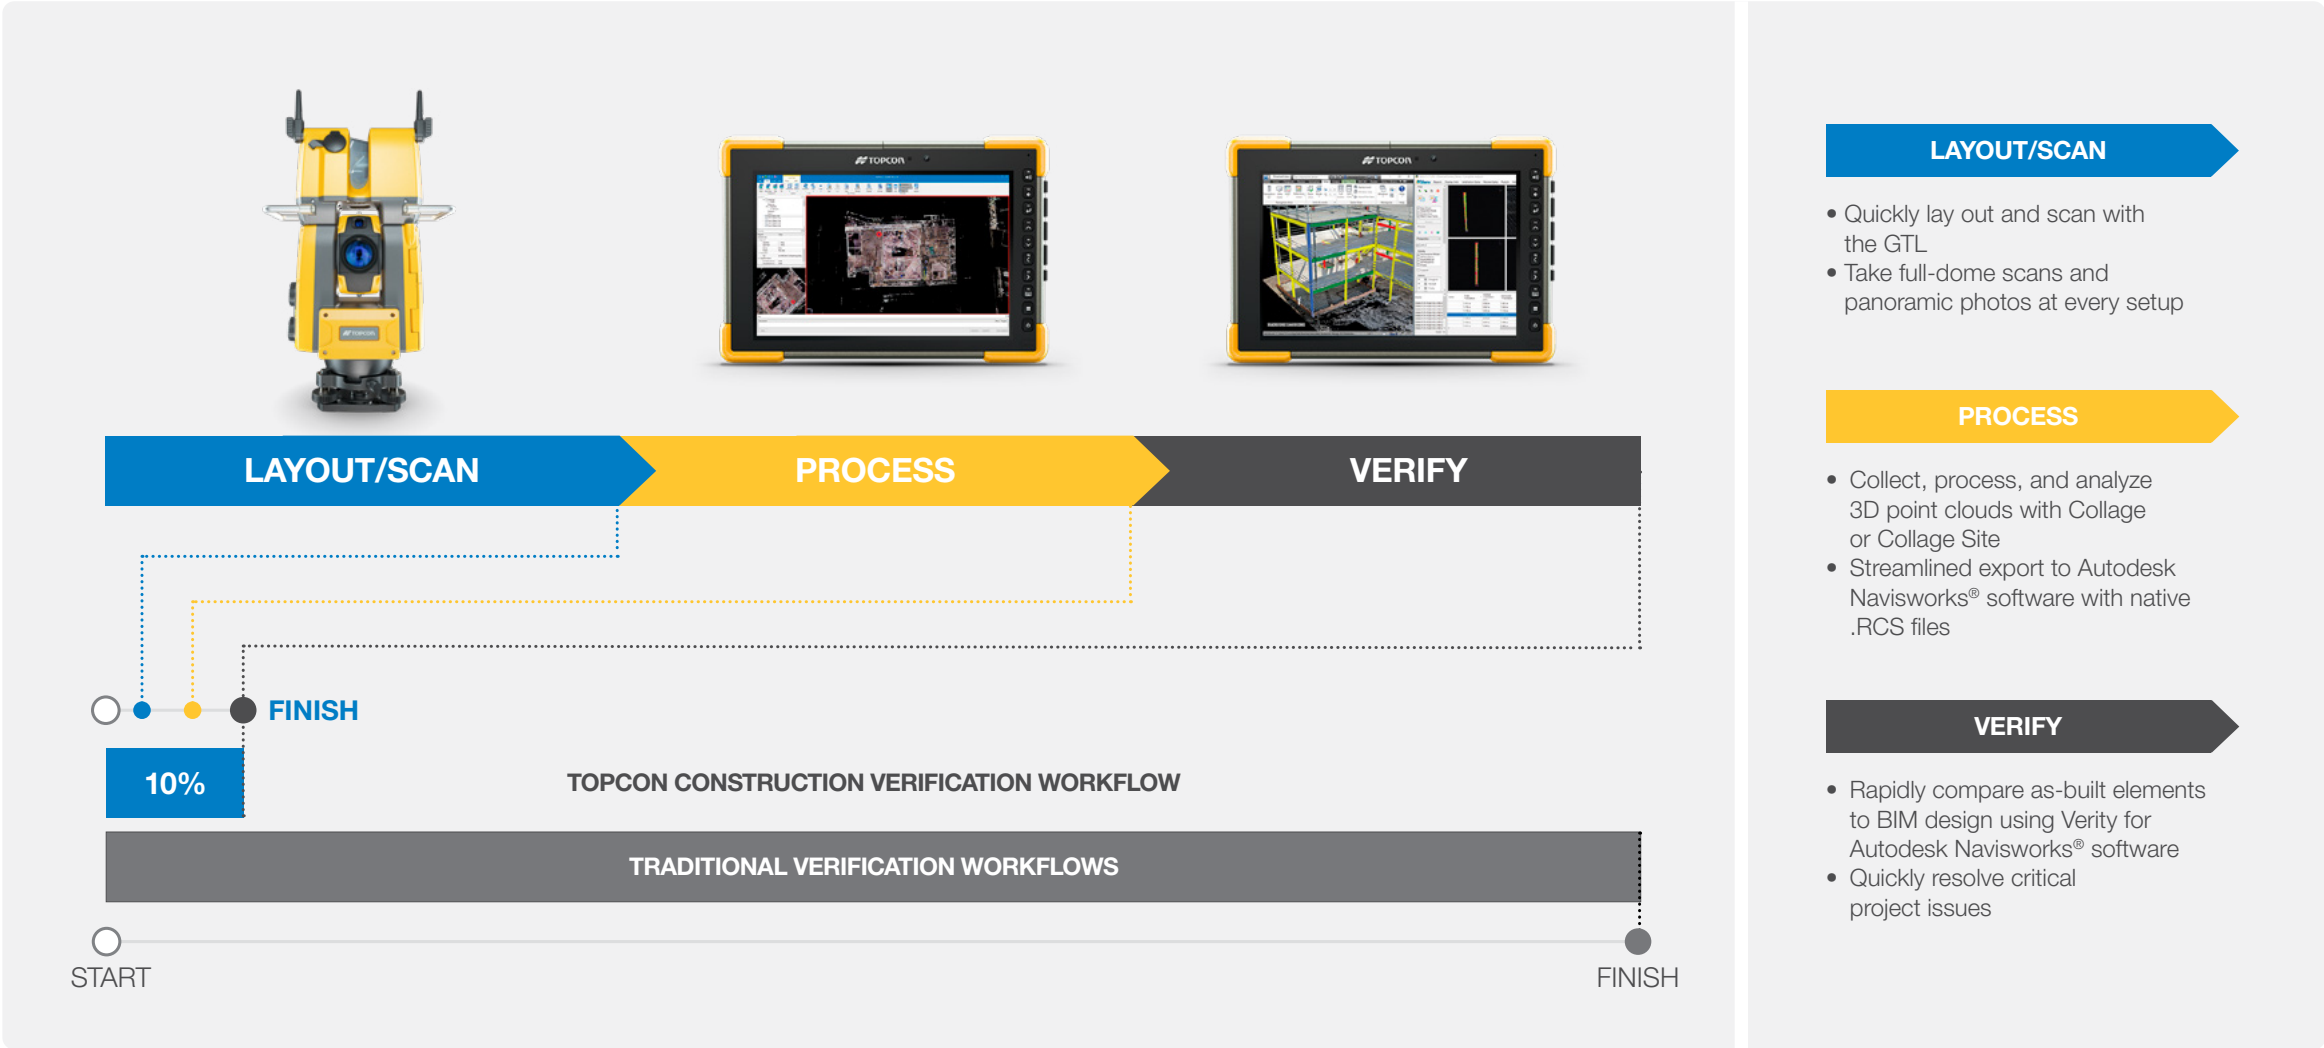 TOPCON
TOPCON
TOPCON
LAYOUT/SCAN
PROCESS
VERIFY
FINISH
10%
TOPCON CONSTRUCTION VERIFICATION WORKFLOW
TRADITIONAL VERIFICATION WORKFLOWS
START
FINISH
LAYOUT/SCAN
• Quickly lay out and scan with
the GTL
• Take full-dome scans and
panoramic photos at every setup
PROCESS
• Collect, process, and analyze
3D point clouds with Collage
or Collage Site
• Streamlined export to Autodesk
Navisworks® software with native
.RCS files
VERIFY
• Rapidly compare as-built elements
to BIM design using Verity for
Autodesk Navisworks® software
• Quickly resolve critical
project issues